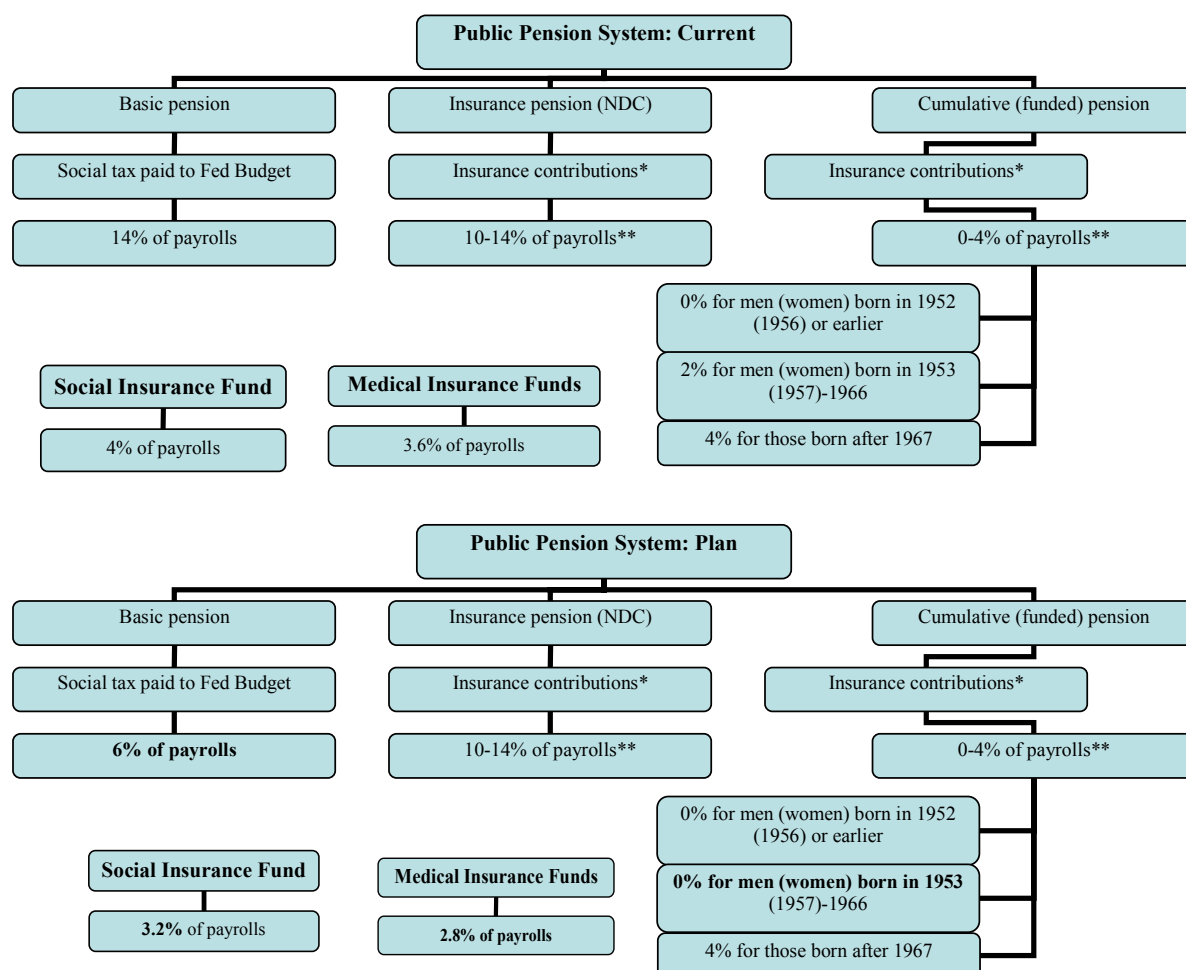 Public Pension System: Current
Basic pension
Insurance pension (NDC)
Cumulative (funded) pension
Social tax paid to Fed Budget
Insurance contributions*
Insurance contributions*
14% of payrolls
10-14% of payrolls**
0-4% of payrolls**
0% for men (women) born in 1952
(1956) or earlier
2% for men (women) born in 1953
(1957)-1966
4% for those born after 1967
Social Insurance Fund
4% of payrolls
Medical Insurance Funds
3.6% of payrolls
Public Pension System: Plan
Basic pension
Insurance pension (NDC)
Cumulative (funded) pension
Social tax paid to Fed Budget
Insurance contributions*
Insurance contributions*
6% of payrolls
10-14% of payrolls**
0-4% of payrolls**
0% for men (women) born in 1952
(1956) or earlier
0% for men (women) born in 1953
(1957)-1966
4% for those born after 1967
Social Insurance Fund
3.2% of payrolls
Medical Insurance Funds
2.8% of payrolls